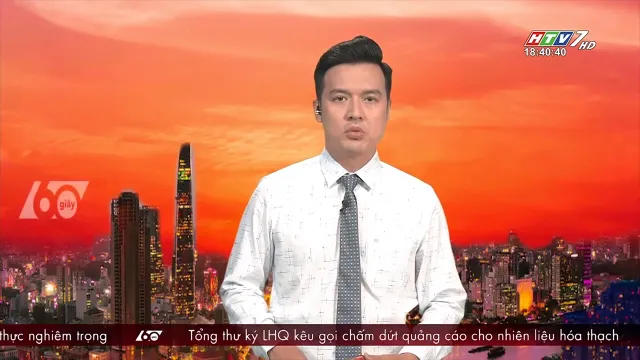 HTV7 HD
18:40:40
60 giây
thực nghiêm trọng 60 Tổng thư ký LHQ kêu gọi chấm dứt quảng cáo cho nhiên liệu hóa thạch